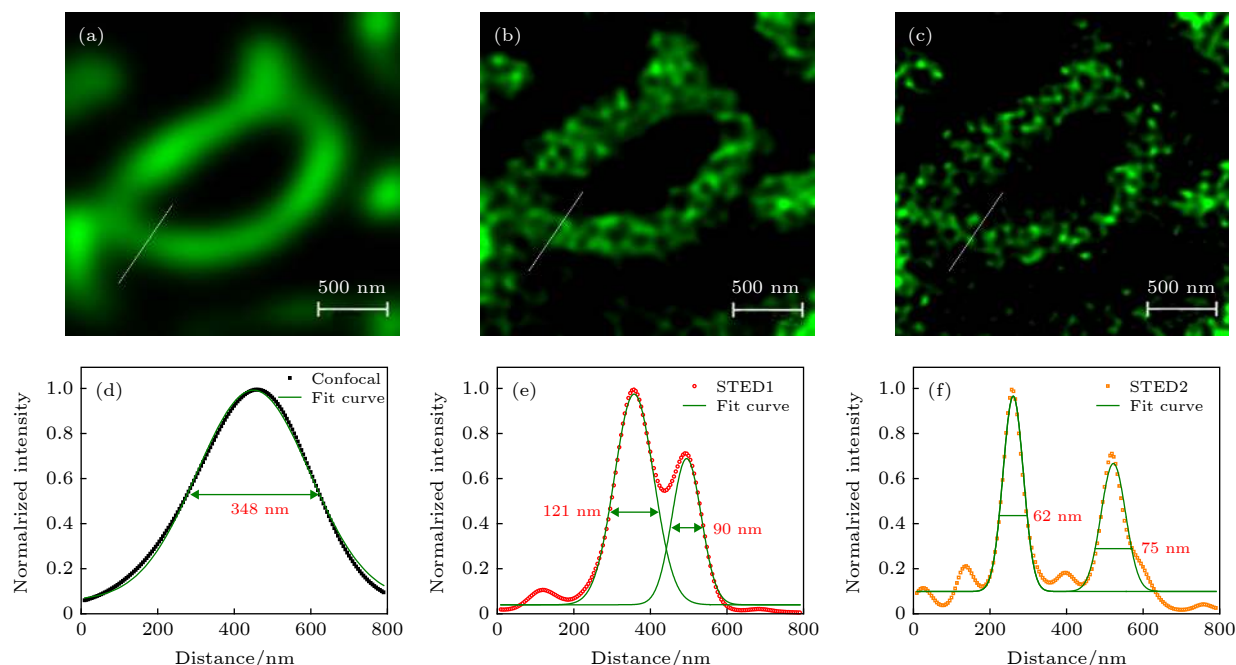 (a)
500 nm
(b)
500 nm
(c)
500 nm
(d)
Confocal
Fit curve
348 nm
Normalrized intensity
1.0
0.8
0.6
0.4
0.2
0
0
200
400
600
800
Distance/nm
(e)
STED1
Fit curve
121 nm
90 nm
Normalrized intensity
1.0
0.8
0.6
0.4
0.2
0
0
200
400
600
800
Distance/nm
(f)
STED2
Fit curve
62 nm
75 nm
Normalrized intensity
1.0
0.8
0.6
0.4
0.2
0
0
200
400
600
800
Distance/nm